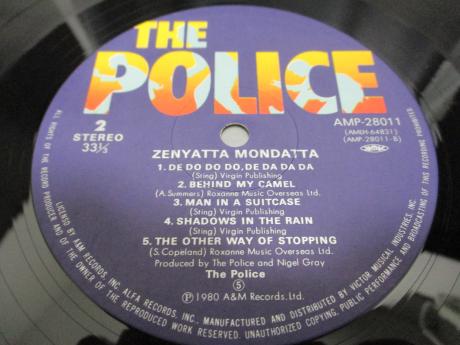 THE
POLICE
2
STEREO
33⅓
AMP-28011
(AMLH-64831)
(AMP-28011-B)
ZENYATTA MONDATTA
1. DE DO DO DO, DE DA DA DA
(Sting) Virgin Publishing
2. BEHIND MY CAMEL
(A.Summers) Roxanne Music Overseas Ltd.
3. MAN IN A SUITCASE
(Sting) Virgin Publishing
4. SHADOWS IN THE RAIN
(Sting) Virgin Publishing
5. THE OTHER WAY OF STOPPING
(S.Copeland) Roxanne Music Overseas Ltd.
Produced by The Police and Nigel Gray
The Police
5
Ⓟ 1980 A&M Records Ltd.
ALL RIGHTS OF THE RECORD PRODUCER AND OF THE OWNER OF THE REPRODUCED WORK RESERVED. UNAUTHORIZED COPYING, PUBLIC PERFORMANCE AND BROADCASTING OF THIS RECORDING PROHIBITED.
LICENSED BY A&M RECORDS, INC. ALFA RECORDS, INC., MANUFACTURED AND DISTRIBUTED BY VICTOR MUSICAL INDUSTRIES, INC.